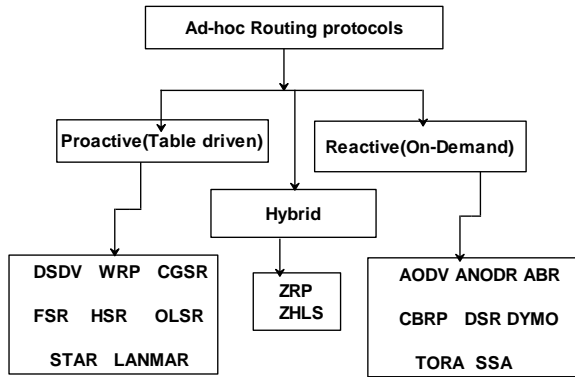 Ad-hoc Routing protocols
Proactive(Table driven)
Reactive(On-Demand)
Hybrid
DSDV WRP CGSR
FSR HSR OLSR
STAR LANMAR
ZRP
ZHLS
AODV ANODR ABR
CBRP DSR DYMO
TORA SSA